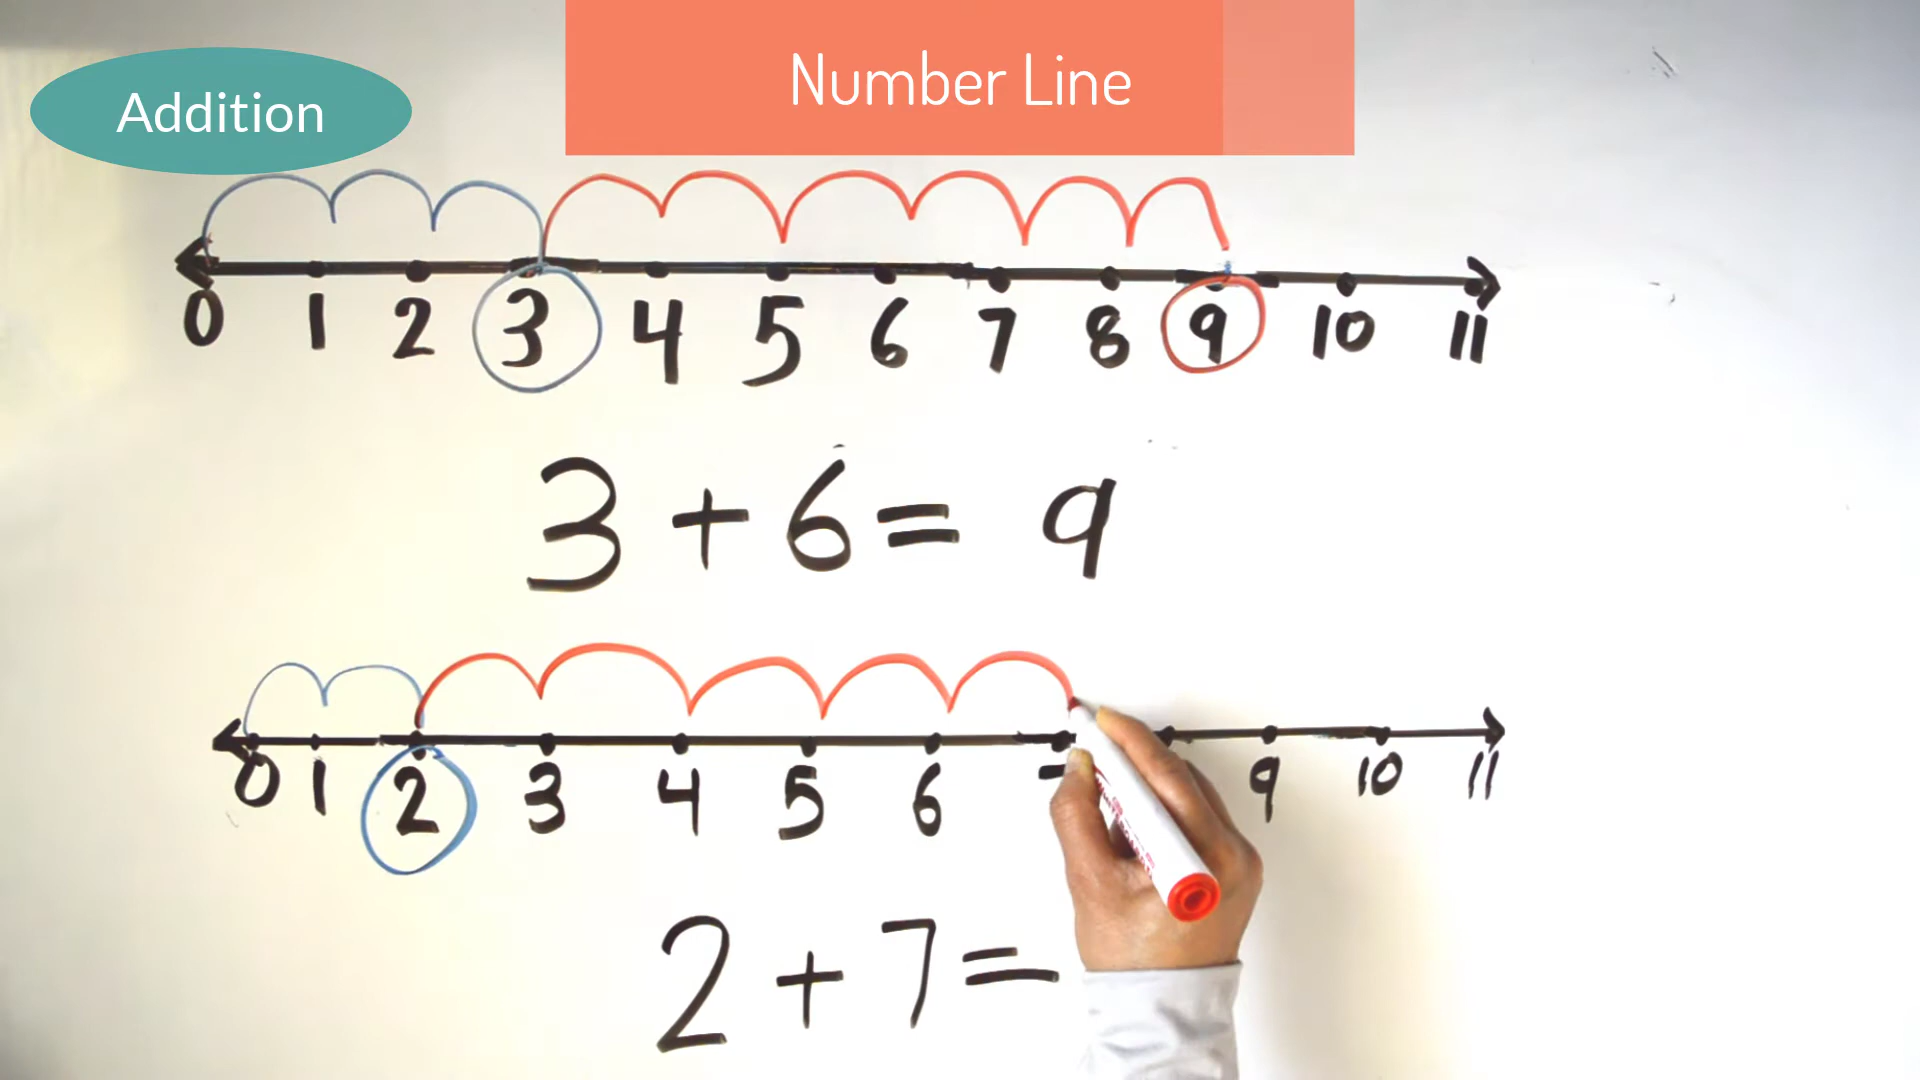 Number Line
Addition
0 1 2 3 4 5 6 7 8 9 10 11
3 + 6 = 9
0 1 2 3 4 5 6 9 10 11
2 + 7 =